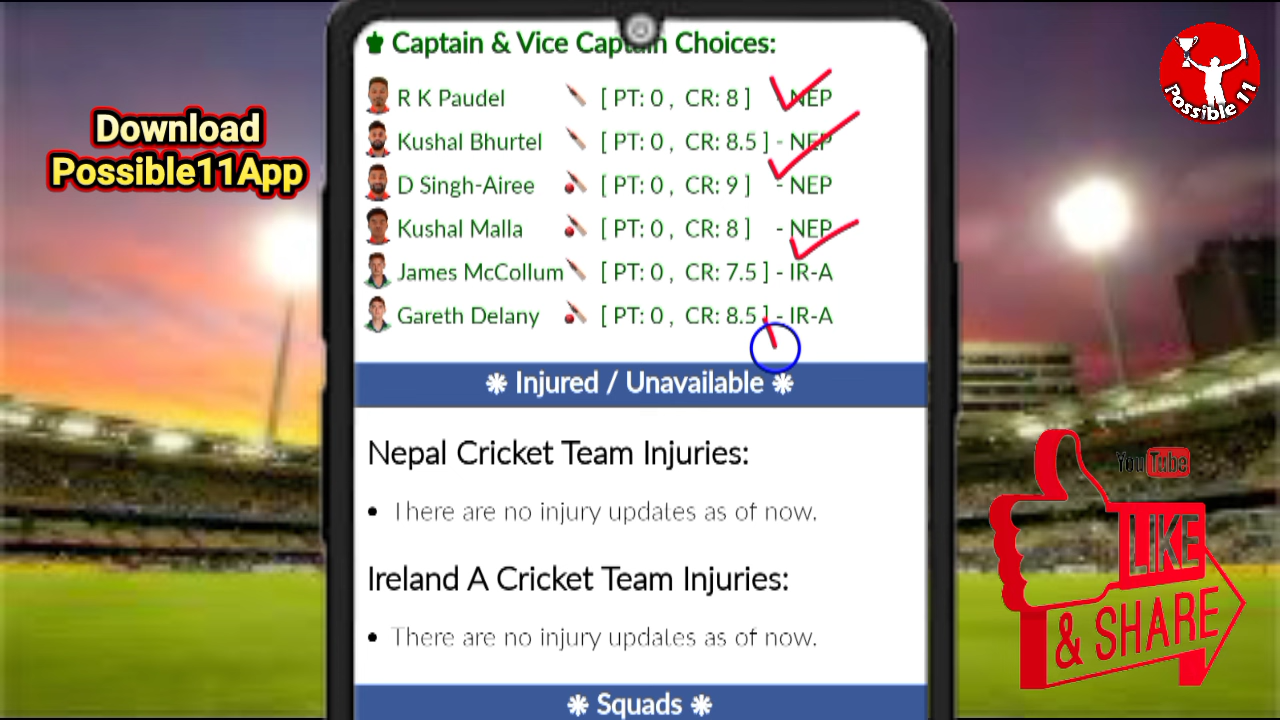 Captain & Vice Captain Choices:
R K Paudel [ PT: 0 , CR: 8 ] - NEP
Kushal Bhurtel [ PT: 0 , CR: 8.5 ] - NEP
D Singh-Airee [ PT: 0 , CR: 9 ] - NEP
Kushal Malla [ PT: 0 , CR: 8 ] - NEP
James McCollum [ PT: 0 , CR: 7.5 ] - IR-A
Gareth Delany [ PT: 0 , CR: 8.5 ] - IR-A
Injured / Unavailable
Nepal Cricket Team Injuries:
• There are no injury updates as of now.
Ireland A Cricket Team Injuries:
• There are no injury updates as of now.
Squads
Download
Possible11App
Possible 11
YouTube
LIKE
& SHARE